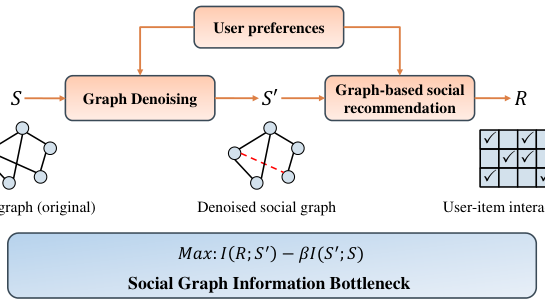 User preferences
S
Graph Denoising
S′
Graph-based social
recommendation
R
graph (original)
Denoised social graph
User-item intera
Max: I(R; S′) − βI(S′; S)
Social Graph Information Bottleneck